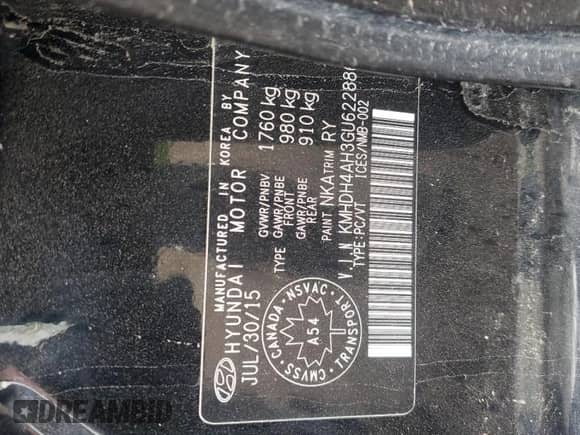 MANUFACTURED IN KOREA BY
HYUNDAI MOTOR COMPANY
JUL/30/15
GVWR/PNBV 1760 kg
TYPE GAWR/PNBE FRONT 980 kg
GAWR/PNBE REAR 910 kg
PAINT NKA TRIM RY
V I N KMHDH4AH3GU62288
TYPE:PC/VT ICES/NMB-002
CANADA · NSVAC · TRANSPORT · CMVSS ·
A54
DREAMBID